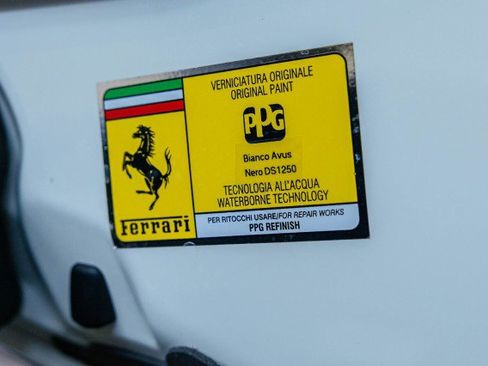 VERNICIATURA ORIGINALE
ORIGINAL PAINT
PPG
Bianco Avus
Nero DS1250
TECNOLOGIA ALL'ACQUA
WATERBORNE TECHNOLOGY
Ferrari
PER RITOCCHI USARE/FOR REPAIR WORKS
PPG REFINISH